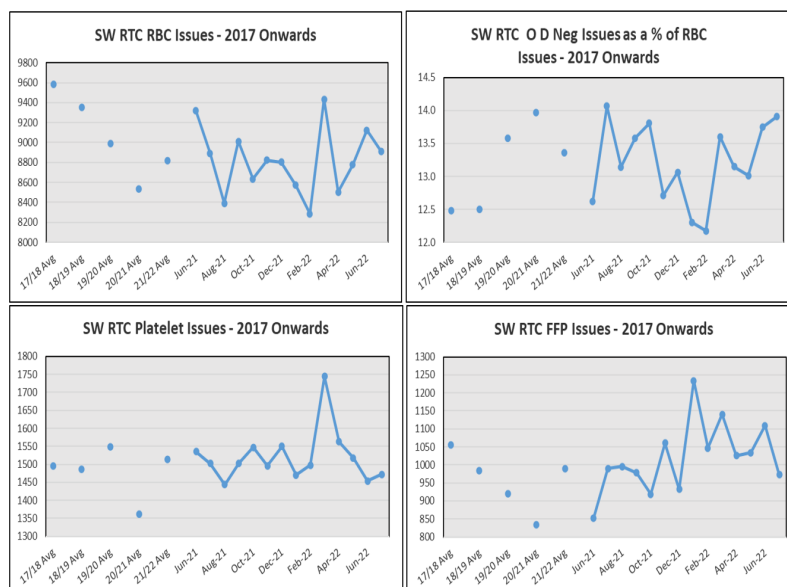 SW RTC RBC Issues - 2017 Onwards
9800
9600
9400
9200
9000
8800
8600
8400
8200
8000
17/18 Avg
18/19 Avg
19/20 Avg
20/21 Avg
21/22 Avg
Jun-21
Aug-21
Oct-21
Dec-21
Feb-22
Apr-22
Jun-22
SW RTC O D Neg Issues as a % of RBC
Issues - 2017 Onwards
14.5
14.0
13.5
13.0
12.5
12.0
17/18 Avg
18/19 Avg
19/20 Avg
20/21 Avg
21/22 Avg
Jun-21
Aug-21
Oct-21
Dec-21
Feb-22
Apr-22
Jun-22
SW RTC Platelet Issues - 2017 Onwards
1800
1750
1700
1650
1600
1550
1500
1450
1400
1350
1300
17/18 Avg
18/19 Avg
19/20 Avg
20/21 Avg
21/22 Avg
Jun-21
Aug-21
Oct-21
Dec-21
Feb-22
Apr-22
Jun-22
SW RTC FFP Issues - 2017 Onwards
1300
1250
1200
1150
1100
1050
1000
950
900
850
800
17/18 Avg
18/19 Avg
19/20 Avg
20/21 Avg
21/22 Avg
Jun-21
Aug-21
Oct-21
Dec-21
Feb-22
Apr-22
Jun-22